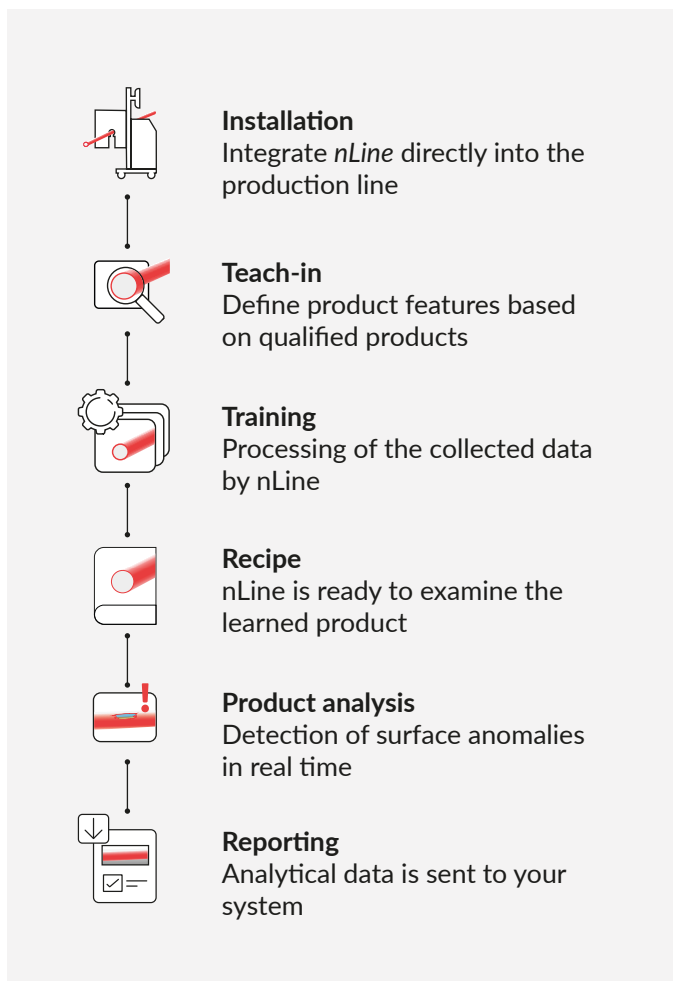 Installation
Integrate nLine directly into the
production line
Teach-in
Define product features based
on qualified products
Training
Processing of the collected data
by nLine
Recipe
nLine is ready to examine the
learned product
Product analysis
Detection of surface anomalies
in real time
Reporting
Analytical data is sent to your
system